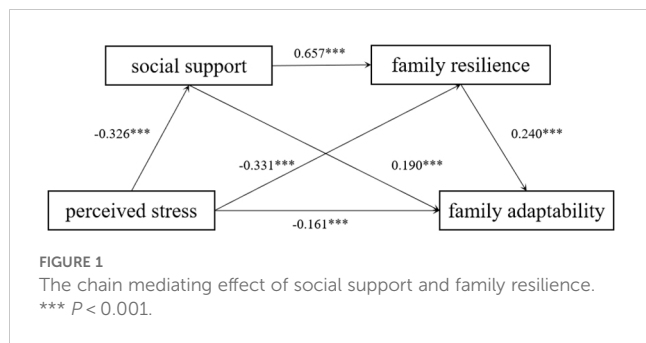 social support
0.657***
family resilience
-0.326***
-0.331***
0.190***
0.240***
perceived stress
-0.161***
family adaptability
FIGURE 1
The chain mediating effect of social support and family resilience.
*** P < 0.001.